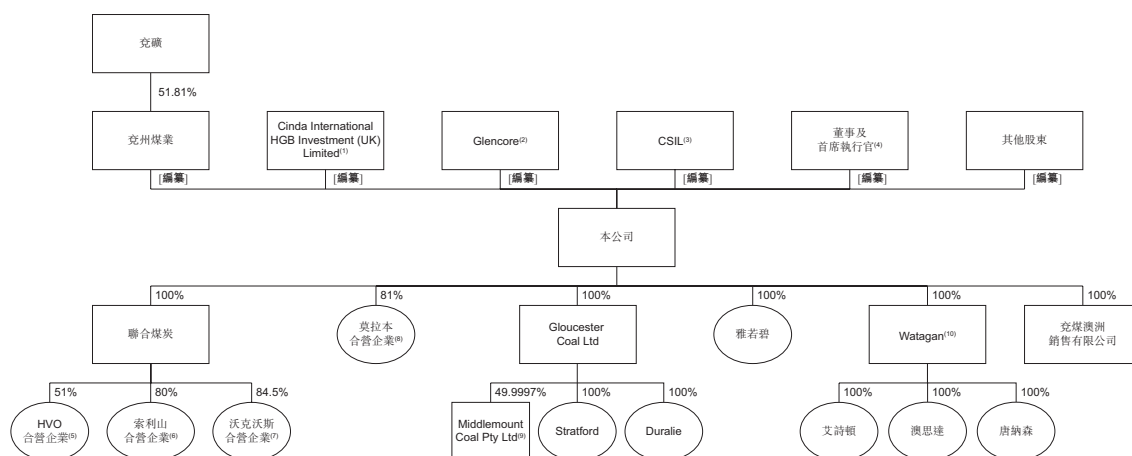 兗礦
51.81%
兗州煤業
Cinda International
HGB Investment (UK)
Limited(1)
Glencore(2)
CSIL(3)
董事及
首席執行官(4)
其他股東
[編纂]
[編纂]
[編纂]
[編纂]
[編纂]
[編纂]
本公司
100%
81%
100%
100%
100%
100%
聯合煤炭
莫拉本
合營企業(8)
Gloucester
Coal Ltd
雅若碧
Watagan(10)
兗煤澳洲
銷售有限公司
51%
80%
84.5%
49.9997%
100%
100%
100%
100%
100%
HVO
合營企業(5)
索利山
合營企業(6)
沃克沃斯
合營企業(7)
Middlemount
Coal Pty Ltd(9)
Stratford
Duralie
艾詩頓
澳思達
唐納森